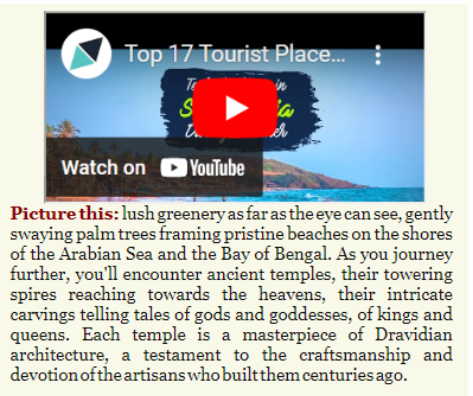 Top 17 Tourist Place...
in
Watch on YouTube
Picture this: lush greenery as far as the eye can see, gently
swaying palm trees framing pristine beaches on the shores
of the Arabian Sea and the Bay of Bengal. As you journey
further, you'll encounter ancient temples, their towering
spires reaching towards the heavens, their intricate
carvings telling tales of gods and goddesses, of kings and
queens. Each temple is a masterpiece of Dravidian
architecture, a testament to the craftsmanship and
devotion of the artisans who built them centuries ago.